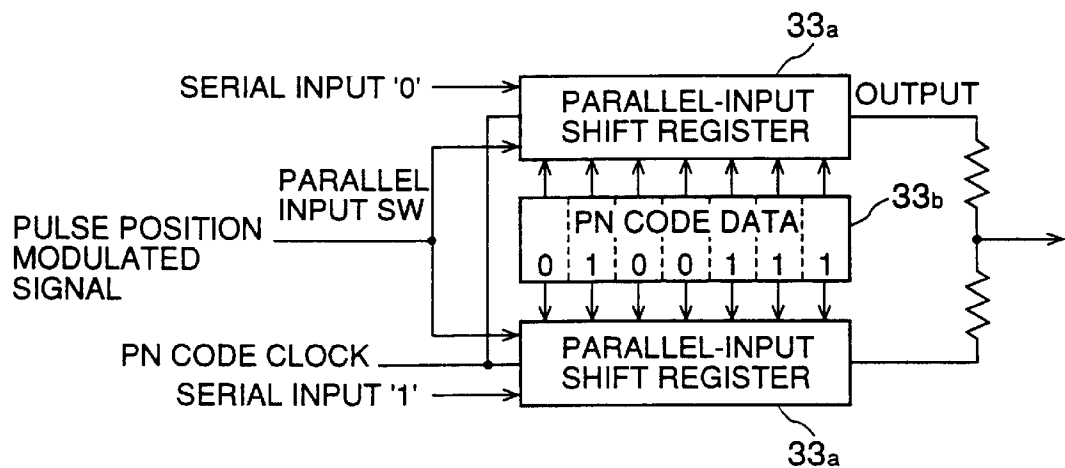 33a
SERIAL INPUT '0'
PARALLEL-INPUT
SHIFT REGISTER
OUTPUT
PARALLEL
INPUT SW
33b
PULSE POSITION
MODULATED
SIGNAL
PN CODE DATA
0 1 0 0 1 1 1
PN CODE CLOCK
PARALLEL-INPUT
SHIFT REGISTER
SERIAL INPUT '1'
33a